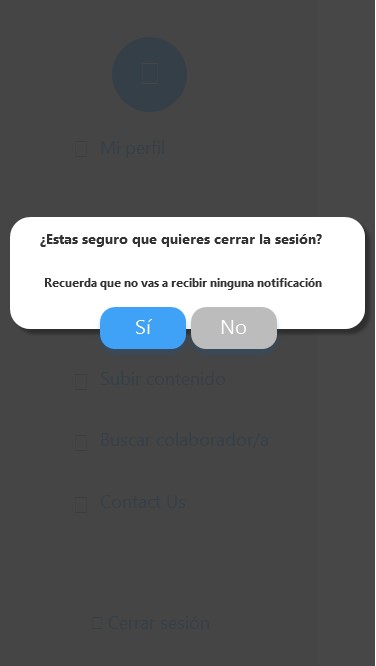 Mi perfil
¿Estas seguro que quieres cerrar la sesión?
Recuerda que no vas a recibir ninguna notificación
Sí
No
Subir contenido
Buscar colaborador/a
Contact Us
Cerrar sesión